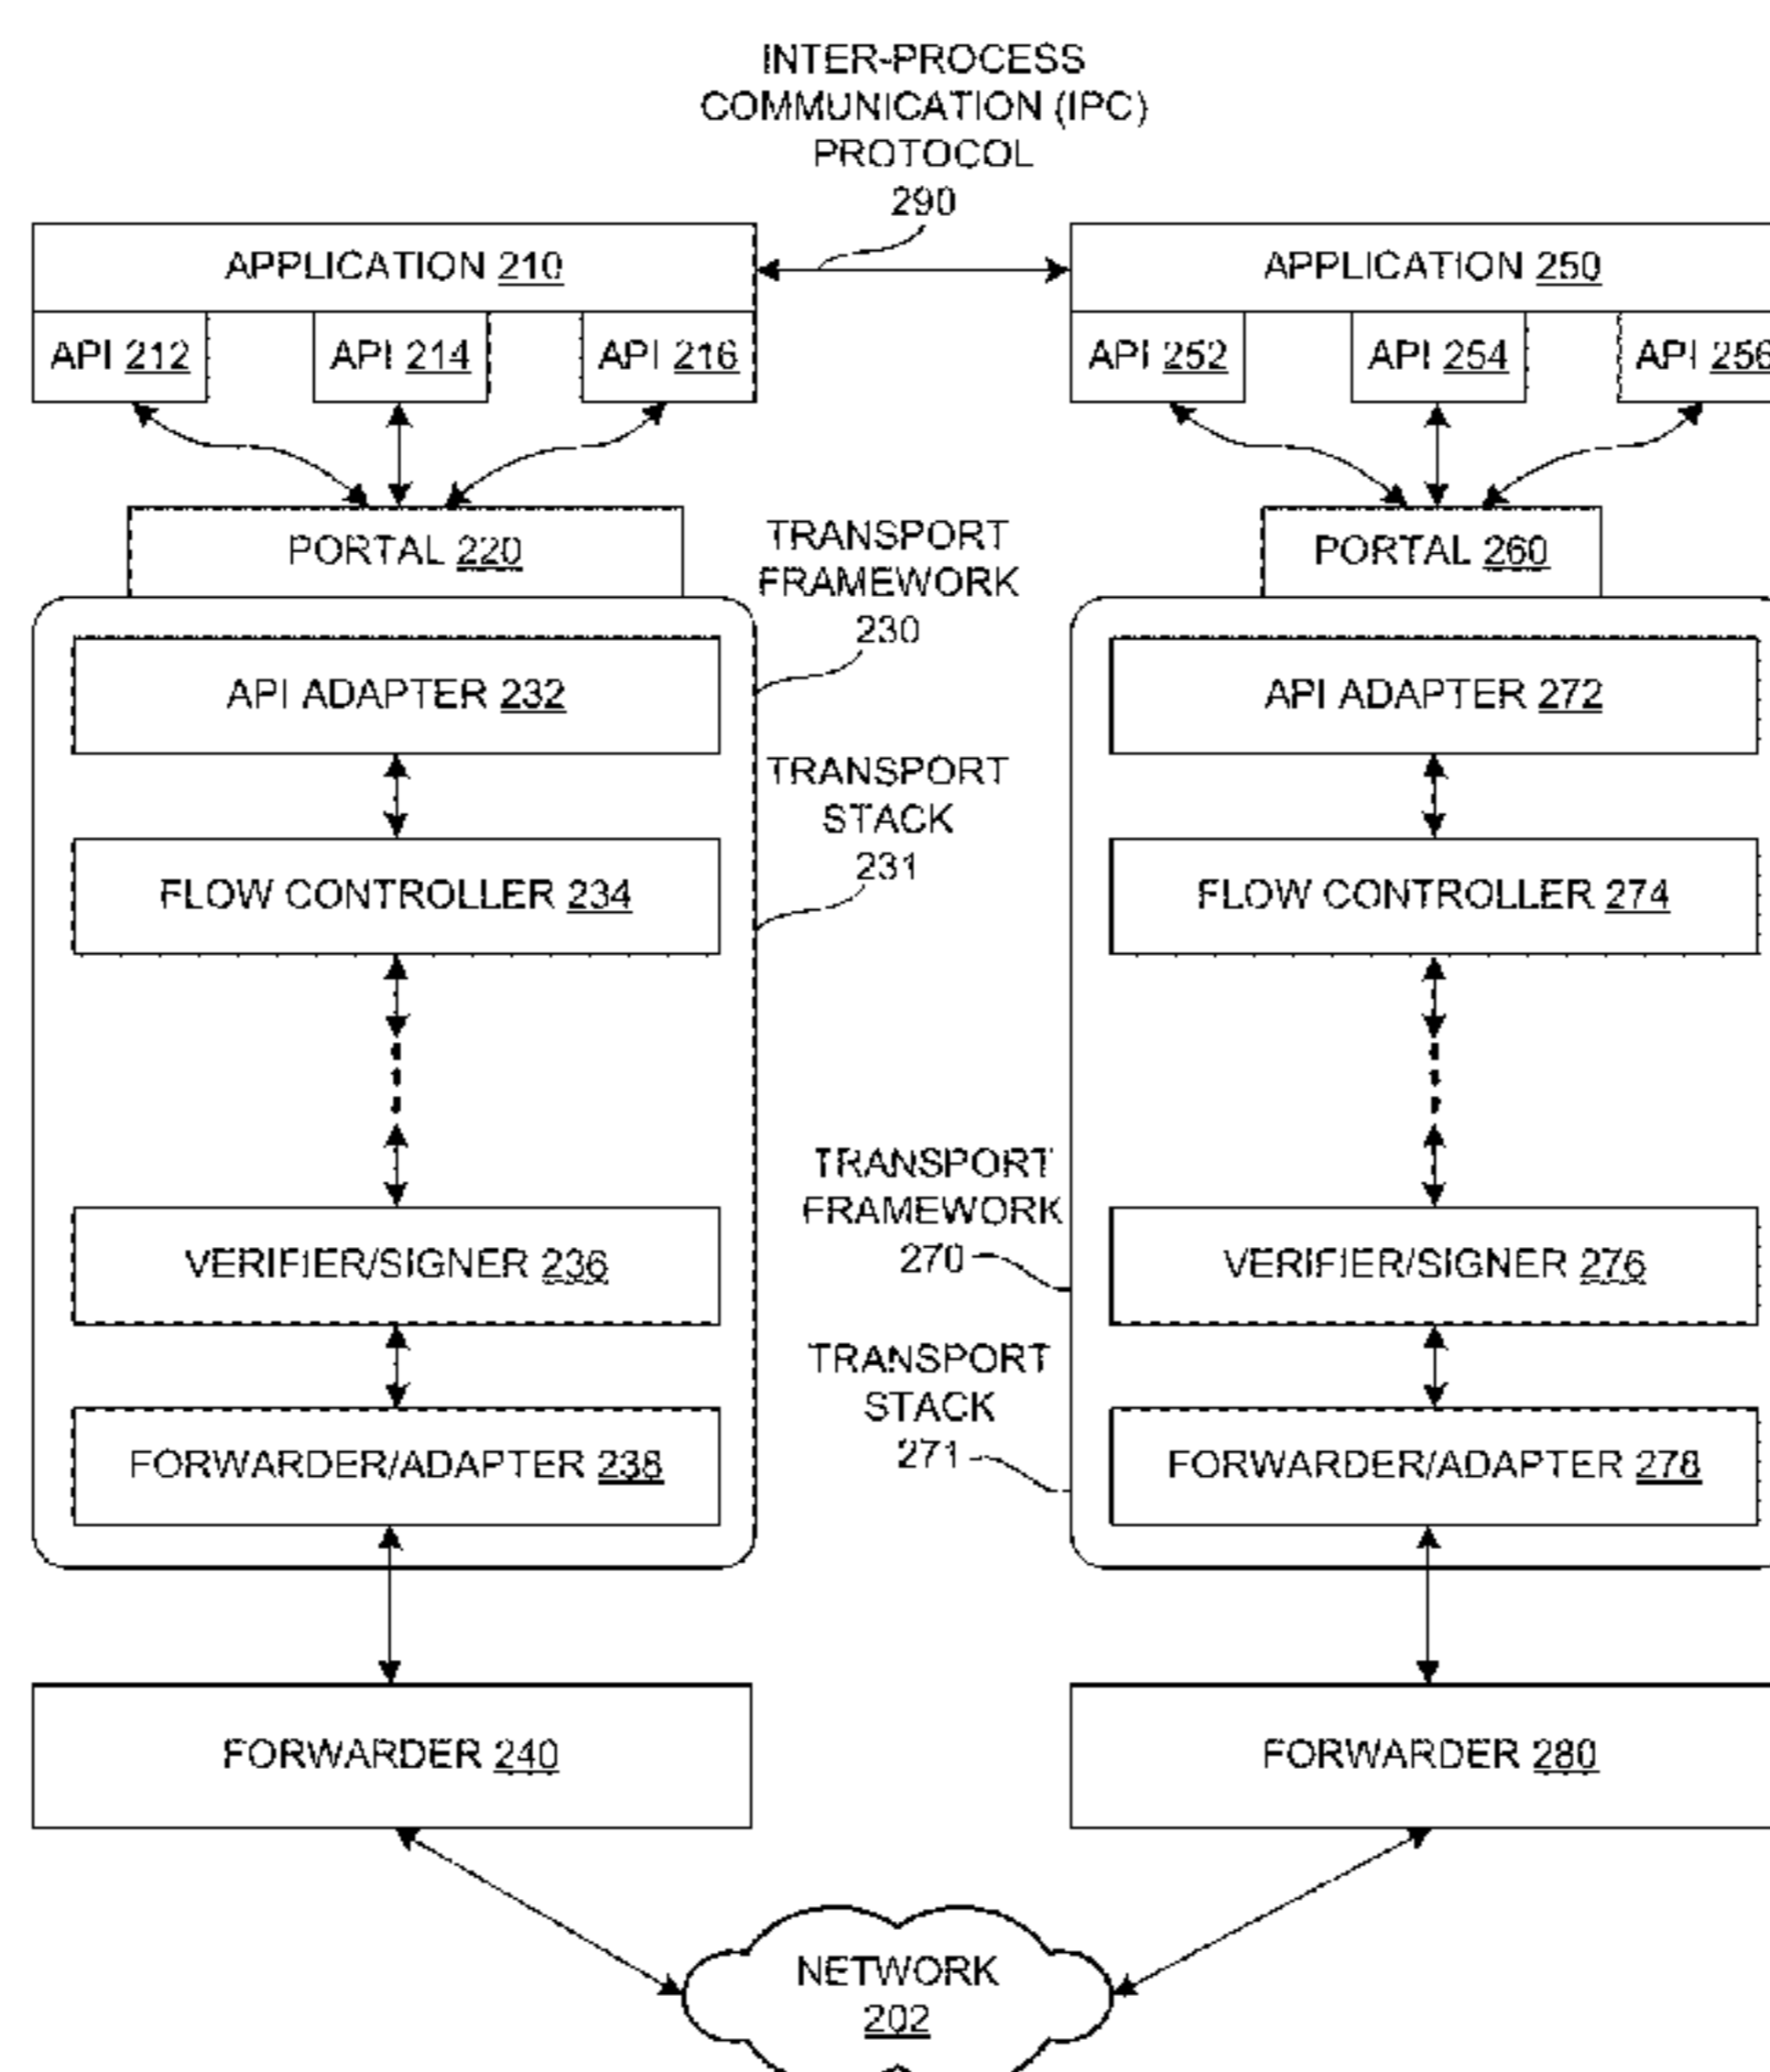 INTER-PROCESS
COMMUNICATION (IPC)
PROTOCOL
290
APPLICATION 210
APPLICATION 250
API 212
API 214
API 216
API 252
API 254
API 256
PORTAL 220
PORTAL 260
TRANSPORT
FRAMEWORK
230
API ADAPTER 232
API ADAPTER 272
TRANSPORT
STACK
231
FLOW CONTROLLER 234
FLOW CONTROLLER 274
TRANSPORT
FRAMEWORK
270
VERIFIER/SIGNER 236
VERIFIER/SIGNER 276
TRANSPORT
STACK
271
FORWARDER/ADAPTER 238
FORWARDER/ADAPTER 278
FORWARDER 240
FORWARDER 280
NETWORK
202